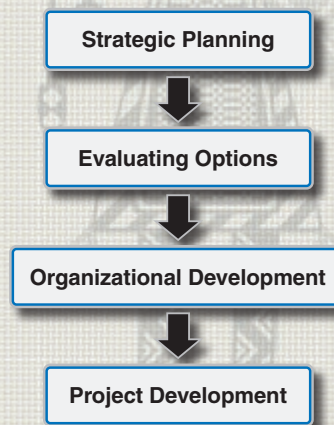 Strategic Planning
Evaluating Options
Organizational Development
Project Development